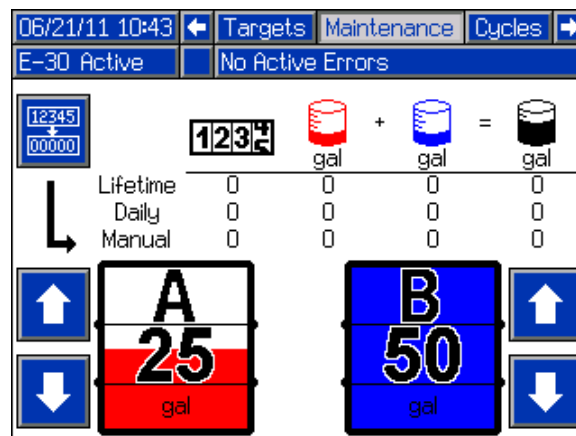 06/21/11 10:43 Targets Maintenance Cycles
E-30 Active No Active Errors
12345
00000
1234
gal + gal = gal
Lifetime 0 0 0 0
Daily 0 0 0 0
Manual 0 0 0 0
A B
25 50
gal gal